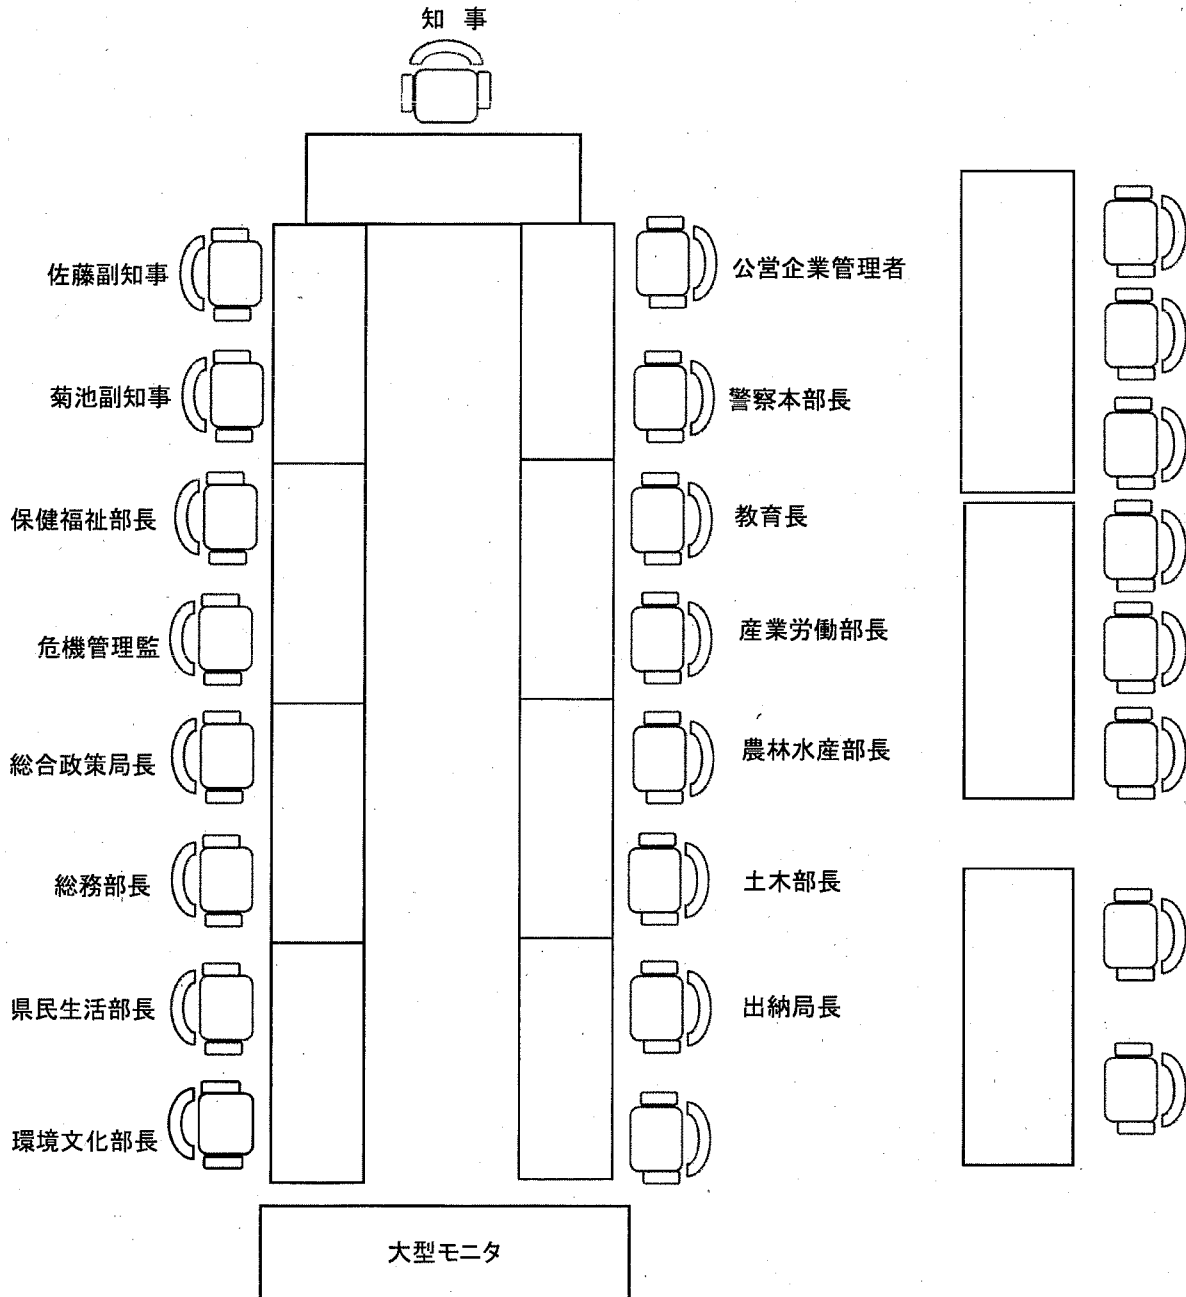 知 事
佐藤副知事
公営企業管理者
菊池副知事
警察本部長
保健福祉部長
教育長
危機管理監
産業労働部長
総合政策局長
農林水産部長
総務部長
土木部長
県民生活部長
出納局長
環境文化部長
大型モニタ